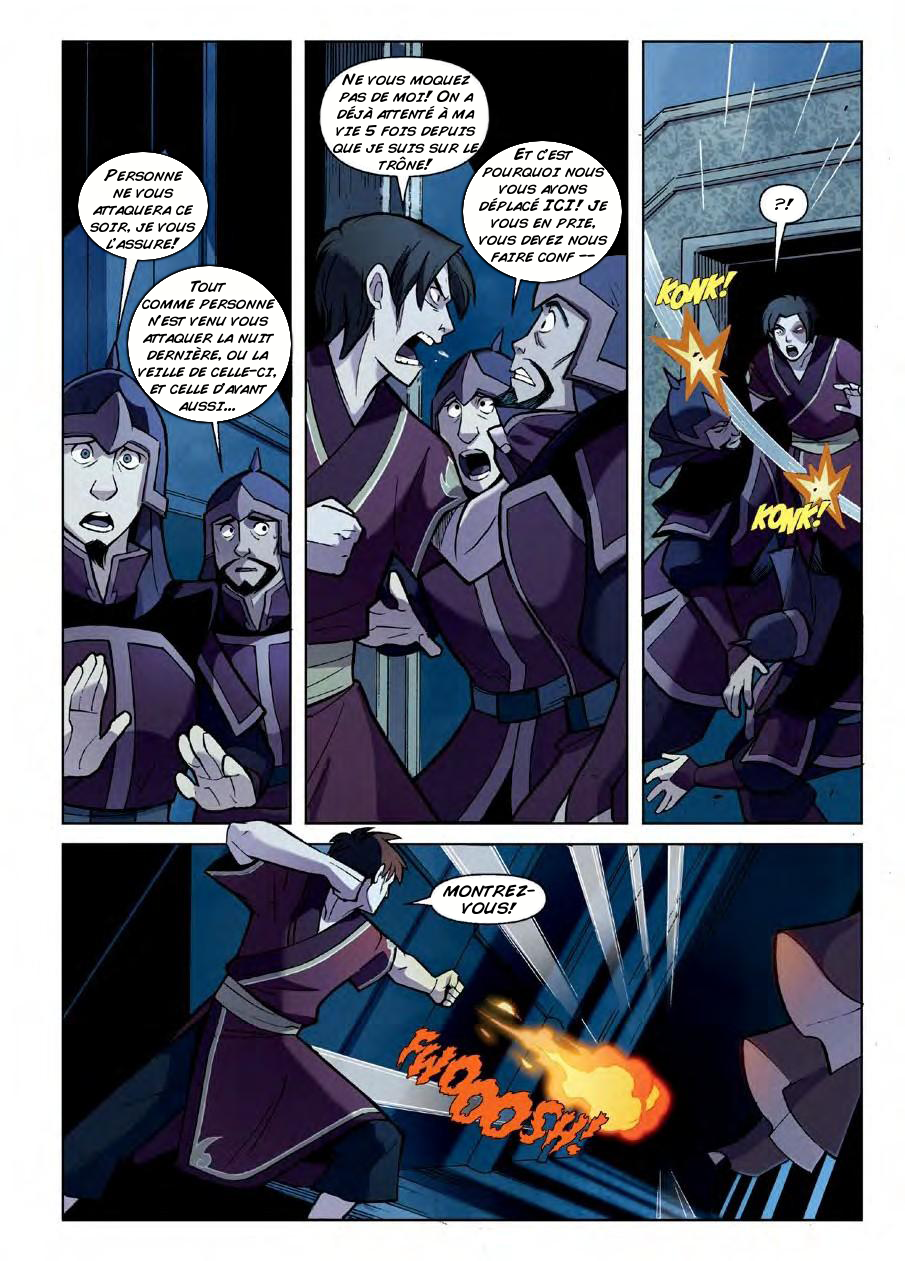 PERSONNE
NE VOUS
ATTAQUERA CE
SOIR, JE VOUS
L'ASSURE!
TOUT
COMME PERSONNE
N'EST VENU VOUS
ATTAQUER LA NUIT
DERNIÈRE, OU LA
VEILLE DE CELLE-CI,
ET CELLE D'AVANT
AUSSI...
NE VOUS MOQUEZ
PAS DE MOI! ON A
DÉJÀ ATTENTÉ À MA
VIE 5 FOIS DEPUIS
QUE JE SUIS SUR LE
TRÔNE!
ET C'EST
POURQUOI NOUS
VOUS AVONS
DÉPLACÉ ICI! JE
VOUS EN PRIE,
VOUS DEVEZ NOUS
FAIRE CONF --
?!
KONK!
KONK!
MONTREZ-
VOUS!
FWOOOSH!